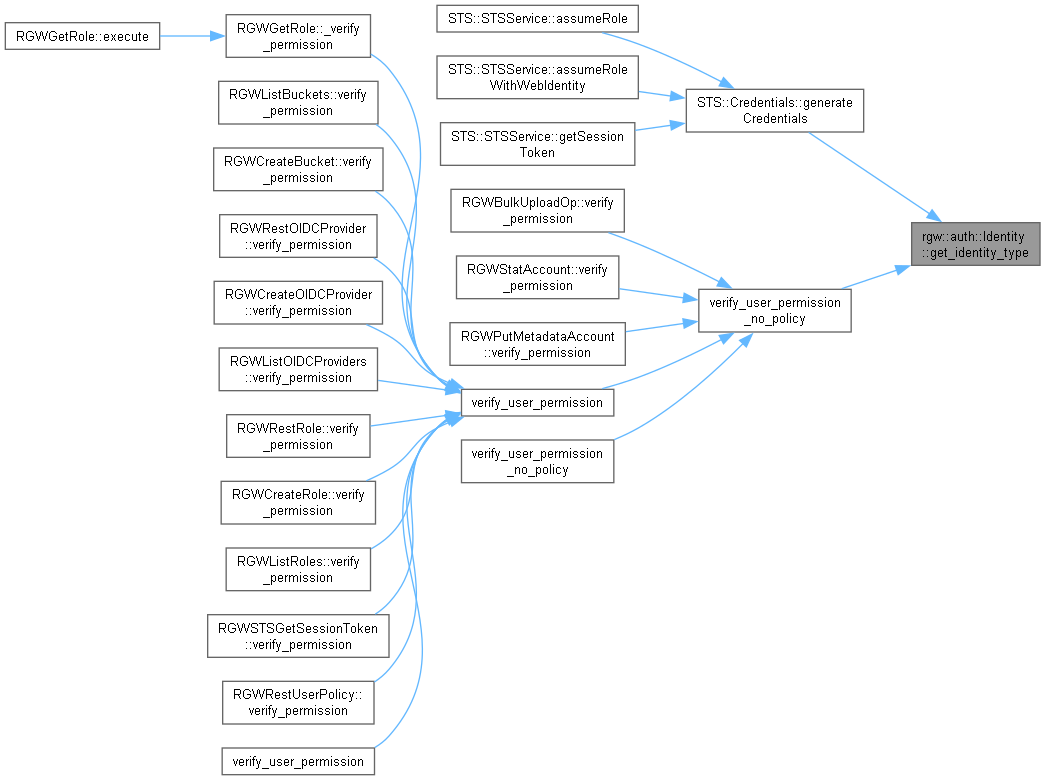 RGWGetRole::execute
RGWGetRole::_verify
_permission
RGWListBuckets::verify
_permission
RGWCreateBucket::verify
_permission
RGWRestOIDCProvider
::verify_permission
RGWCreateOIDCProvider
::verify_permission
RGWListOIDCProviders
::verify_permission
RGWRestRole::verify
_permission
RGWCreateRole::verify
_permission
RGWListRoles::verify
_permission
RGWSTSGetSessionToken
::verify_permission
RGWRestUserPolicy::
verify_permission
verify_user_permission
STS::STSService::assumeRole
STS::STSService::assumeRole
WithWebIdentity
STS::STSService::getSession
Token
RGWBulkUploadOp::verify
_permission
RGWStatAccount::verify
_permission
RGWPutMetadataAccount
::verify_permission
verify_user_permission
verify_user_permission
_no_policy
STS::Credentials::generate
Credentials
verify_user_permission
_no_policy
rgw::auth::Identity
::get_identity_type